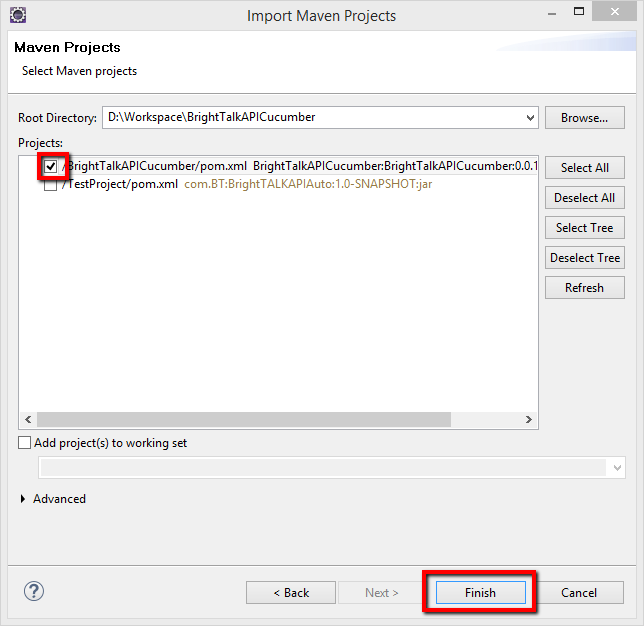 Import Maven Projects
Maven Projects
Select Maven projects
Root Directory: D:\Workspace\BrightTalkAPICucumber Browse...
Projects:
/BrightTalkAPICucumber/pom.xml BrightTalkAPICucumber:BrightTalkAPICucumber:0.0.1
/TestProject/pom.xml com.BT:BrightTALKAPIAuto:1.0-SNAPSHOT:jar
Select All
Deselect All
Select Tree
Deselect Tree
Refresh
Add project(s) to working set
Advanced
? < Back Next > Finish Cancel